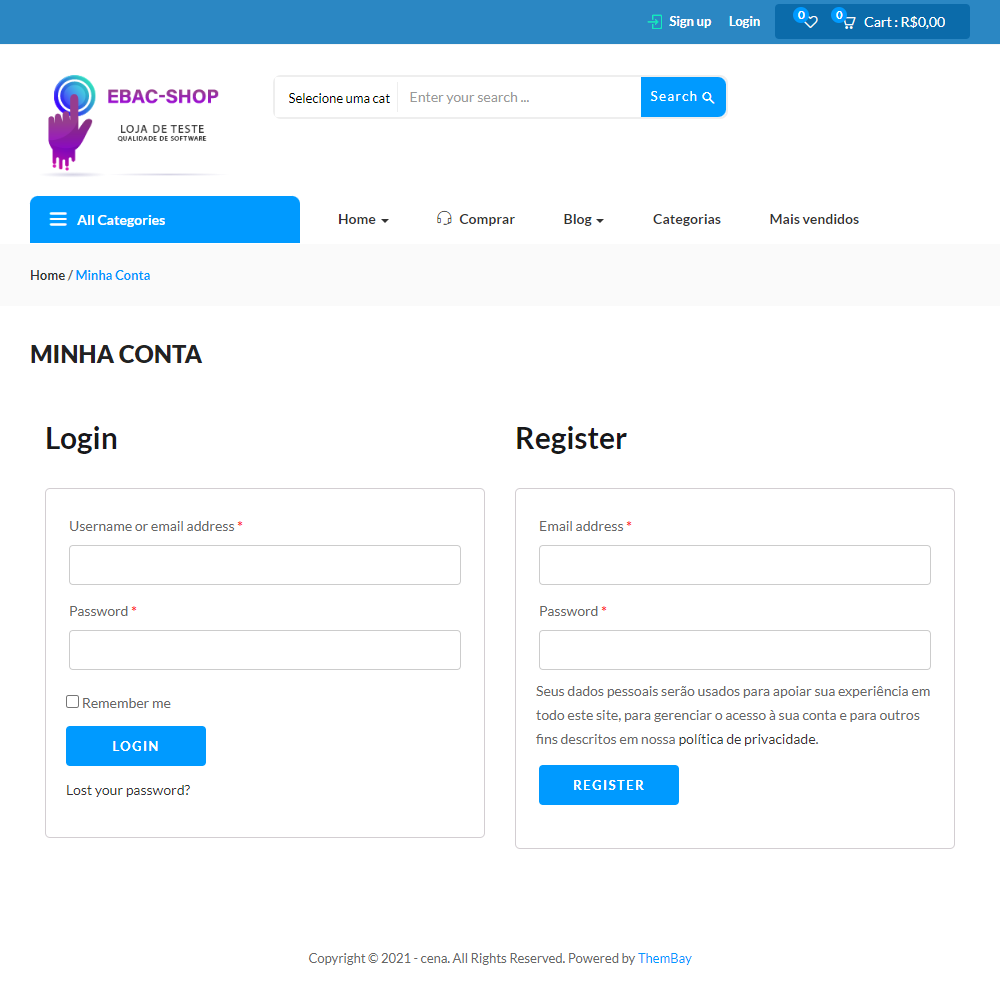 Sign up Login 0 0 Cart : R$0,00
EBAC-SHOP
LOJA DE TESTE
QUALIDADE DE SOFTWARE
Selecione uma cat Enter your search ... Search
All Categories Home Comprar Blog Categorias Mais vendidos
Home / Minha Conta
MINHA CONTA
Login
Username or email address *
Password *
Remember me
LOGIN
Lost your password?
Register
Email address *
Password *
Seus dados pessoais serão usados para apoiar sua experiência em
todo este site, para gerenciar o acesso à sua conta e para outros
fins descritos em nossa política de privacidade.
REGISTER
Copyright © 2021 - cena. All Rights Reserved. Powered by ThemBay